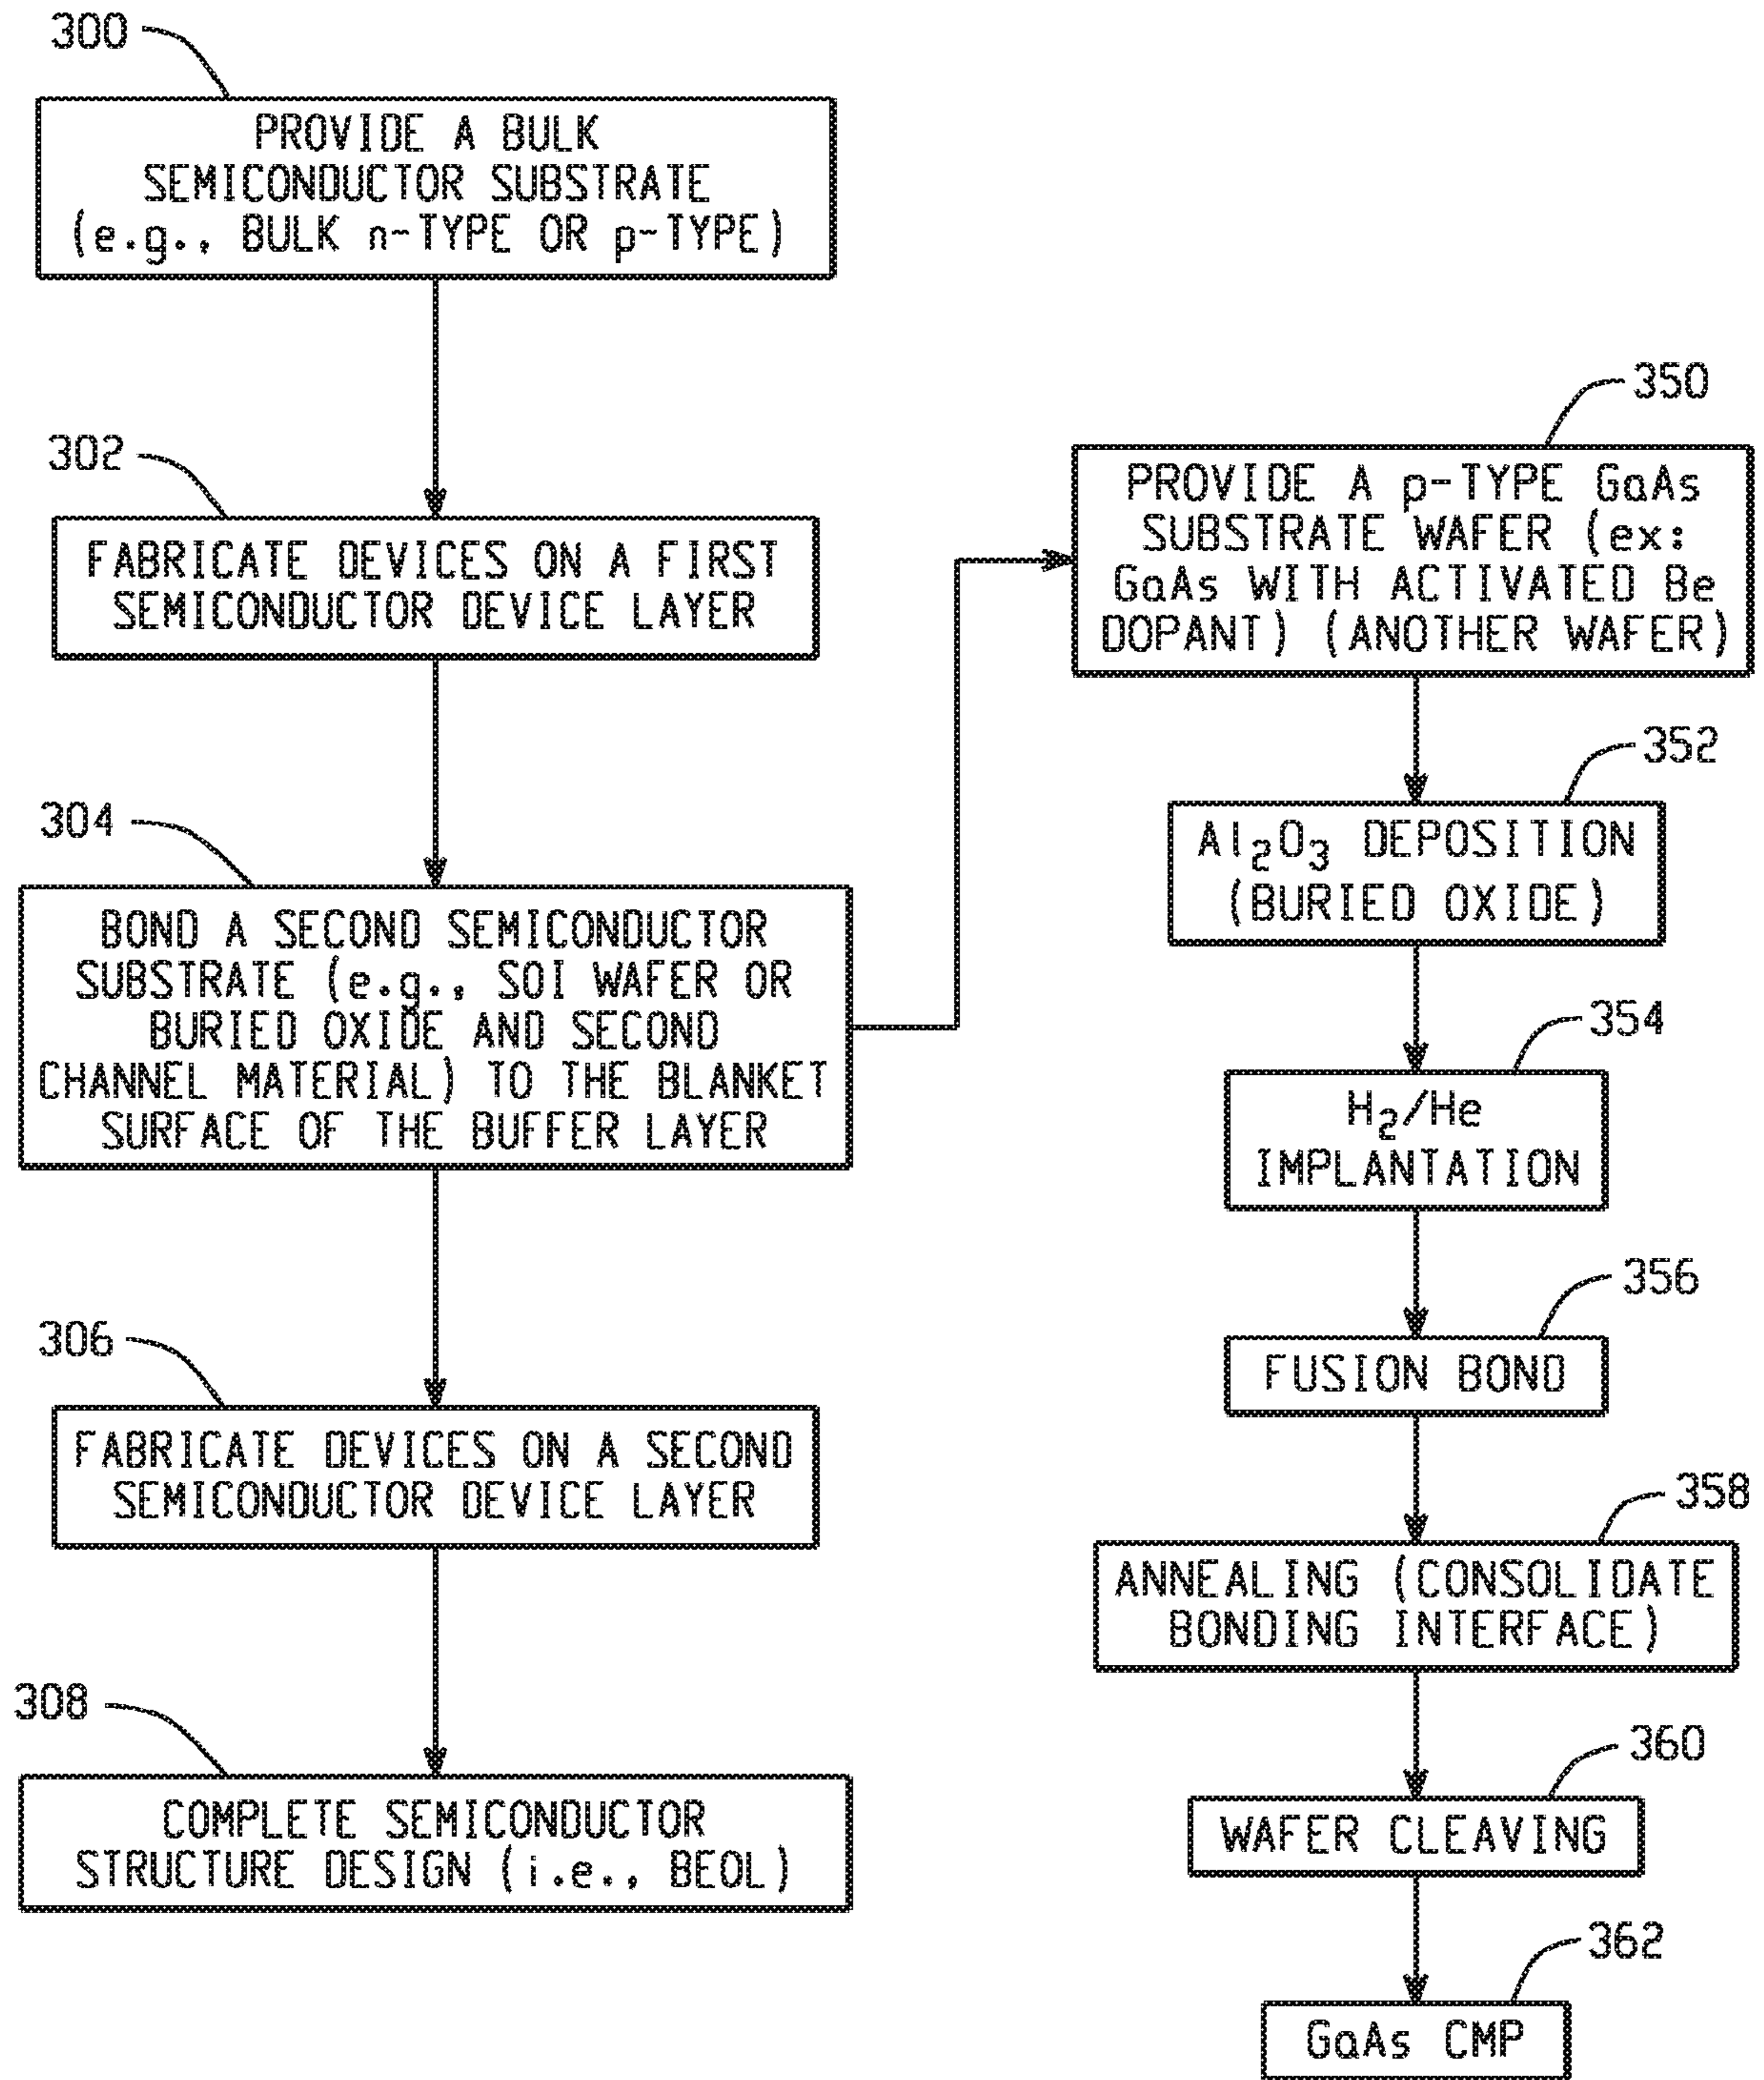 300
PROVIDE A BULK
SEMICONDUCTOR SUBSTRATE
(e.g., BULK n-TYPE OR p-TYPE)
302
FABRICATE DEVICES ON A FIRST
SEMICONDUCTOR DEVICE LAYER
304
BOND A SECOND SEMICONDUCTOR
SUBSTRATE (e.g., SOI WAFER OR
BURIED OXIDE AND SECOND
CHANNEL MATERIAL) TO THE BLANKET
SURFACE OF THE BUFFER LAYER
306
FABRICATE DEVICES ON A SECOND
SEMICONDUCTOR DEVICE LAYER
308
COMPLETE SEMICONDUCTOR
STRUCTURE DESIGN (i.e., BEOL)
350
PROVIDE A p-TYPE GaAs
SUBSTRATE WAFER (ex:
GaAs WITH ACTIVATED Be
DOPANT) (ANOTHER WAFER)
352
Al₂O₃ DEPOSITION
(BURIED OXIDE)
354
H₂/He
IMPLANTATION
356
FUSION BOND
358
ANNEALING (CONSOLIDATE
BONDING INTERFACE)
360
WAFER CLEAVING
362
GaAs CMP